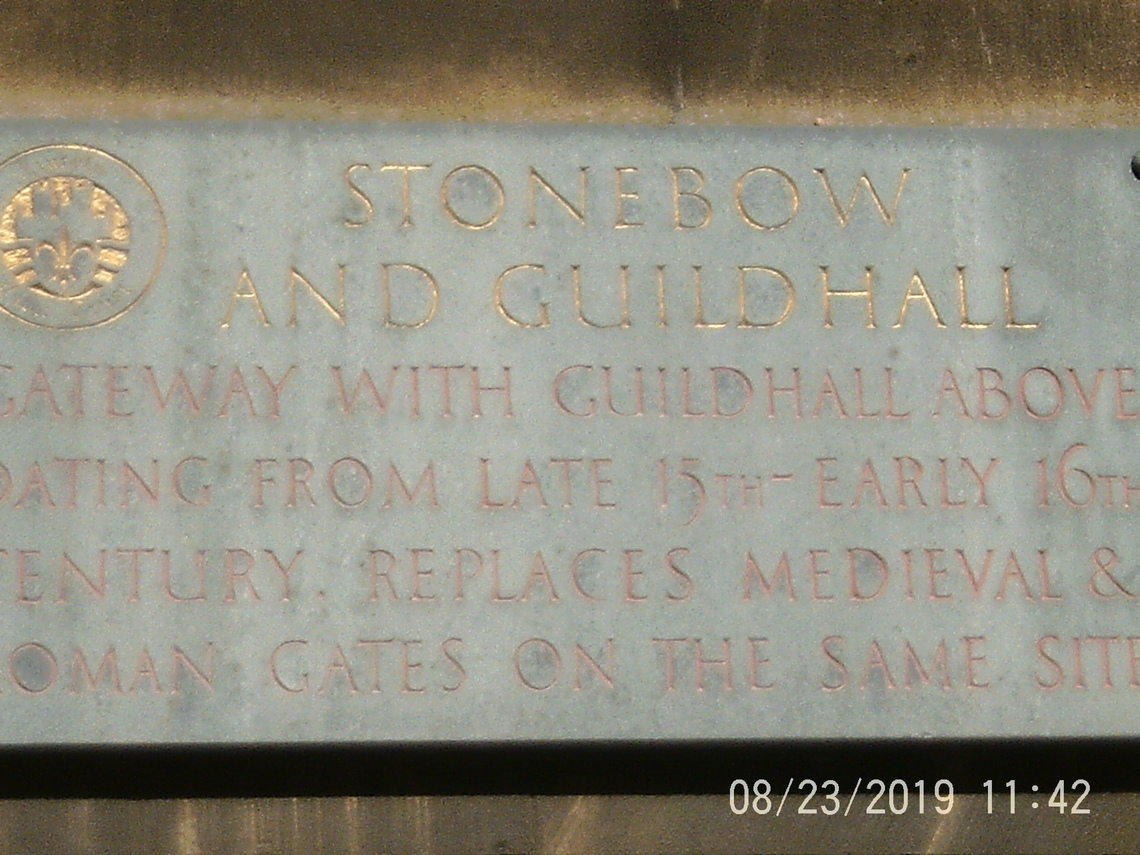 STONEBOW
AND GUILDHALL
GATEWAY WITH GUILDHALL ABOVE
DATING FROM LATE 15TH- EARLY 16TH
CENTURY. REPLACES MEDIEVAL &
ROMAN GATES ON THE SAME SITE
08/23/2019 11:42